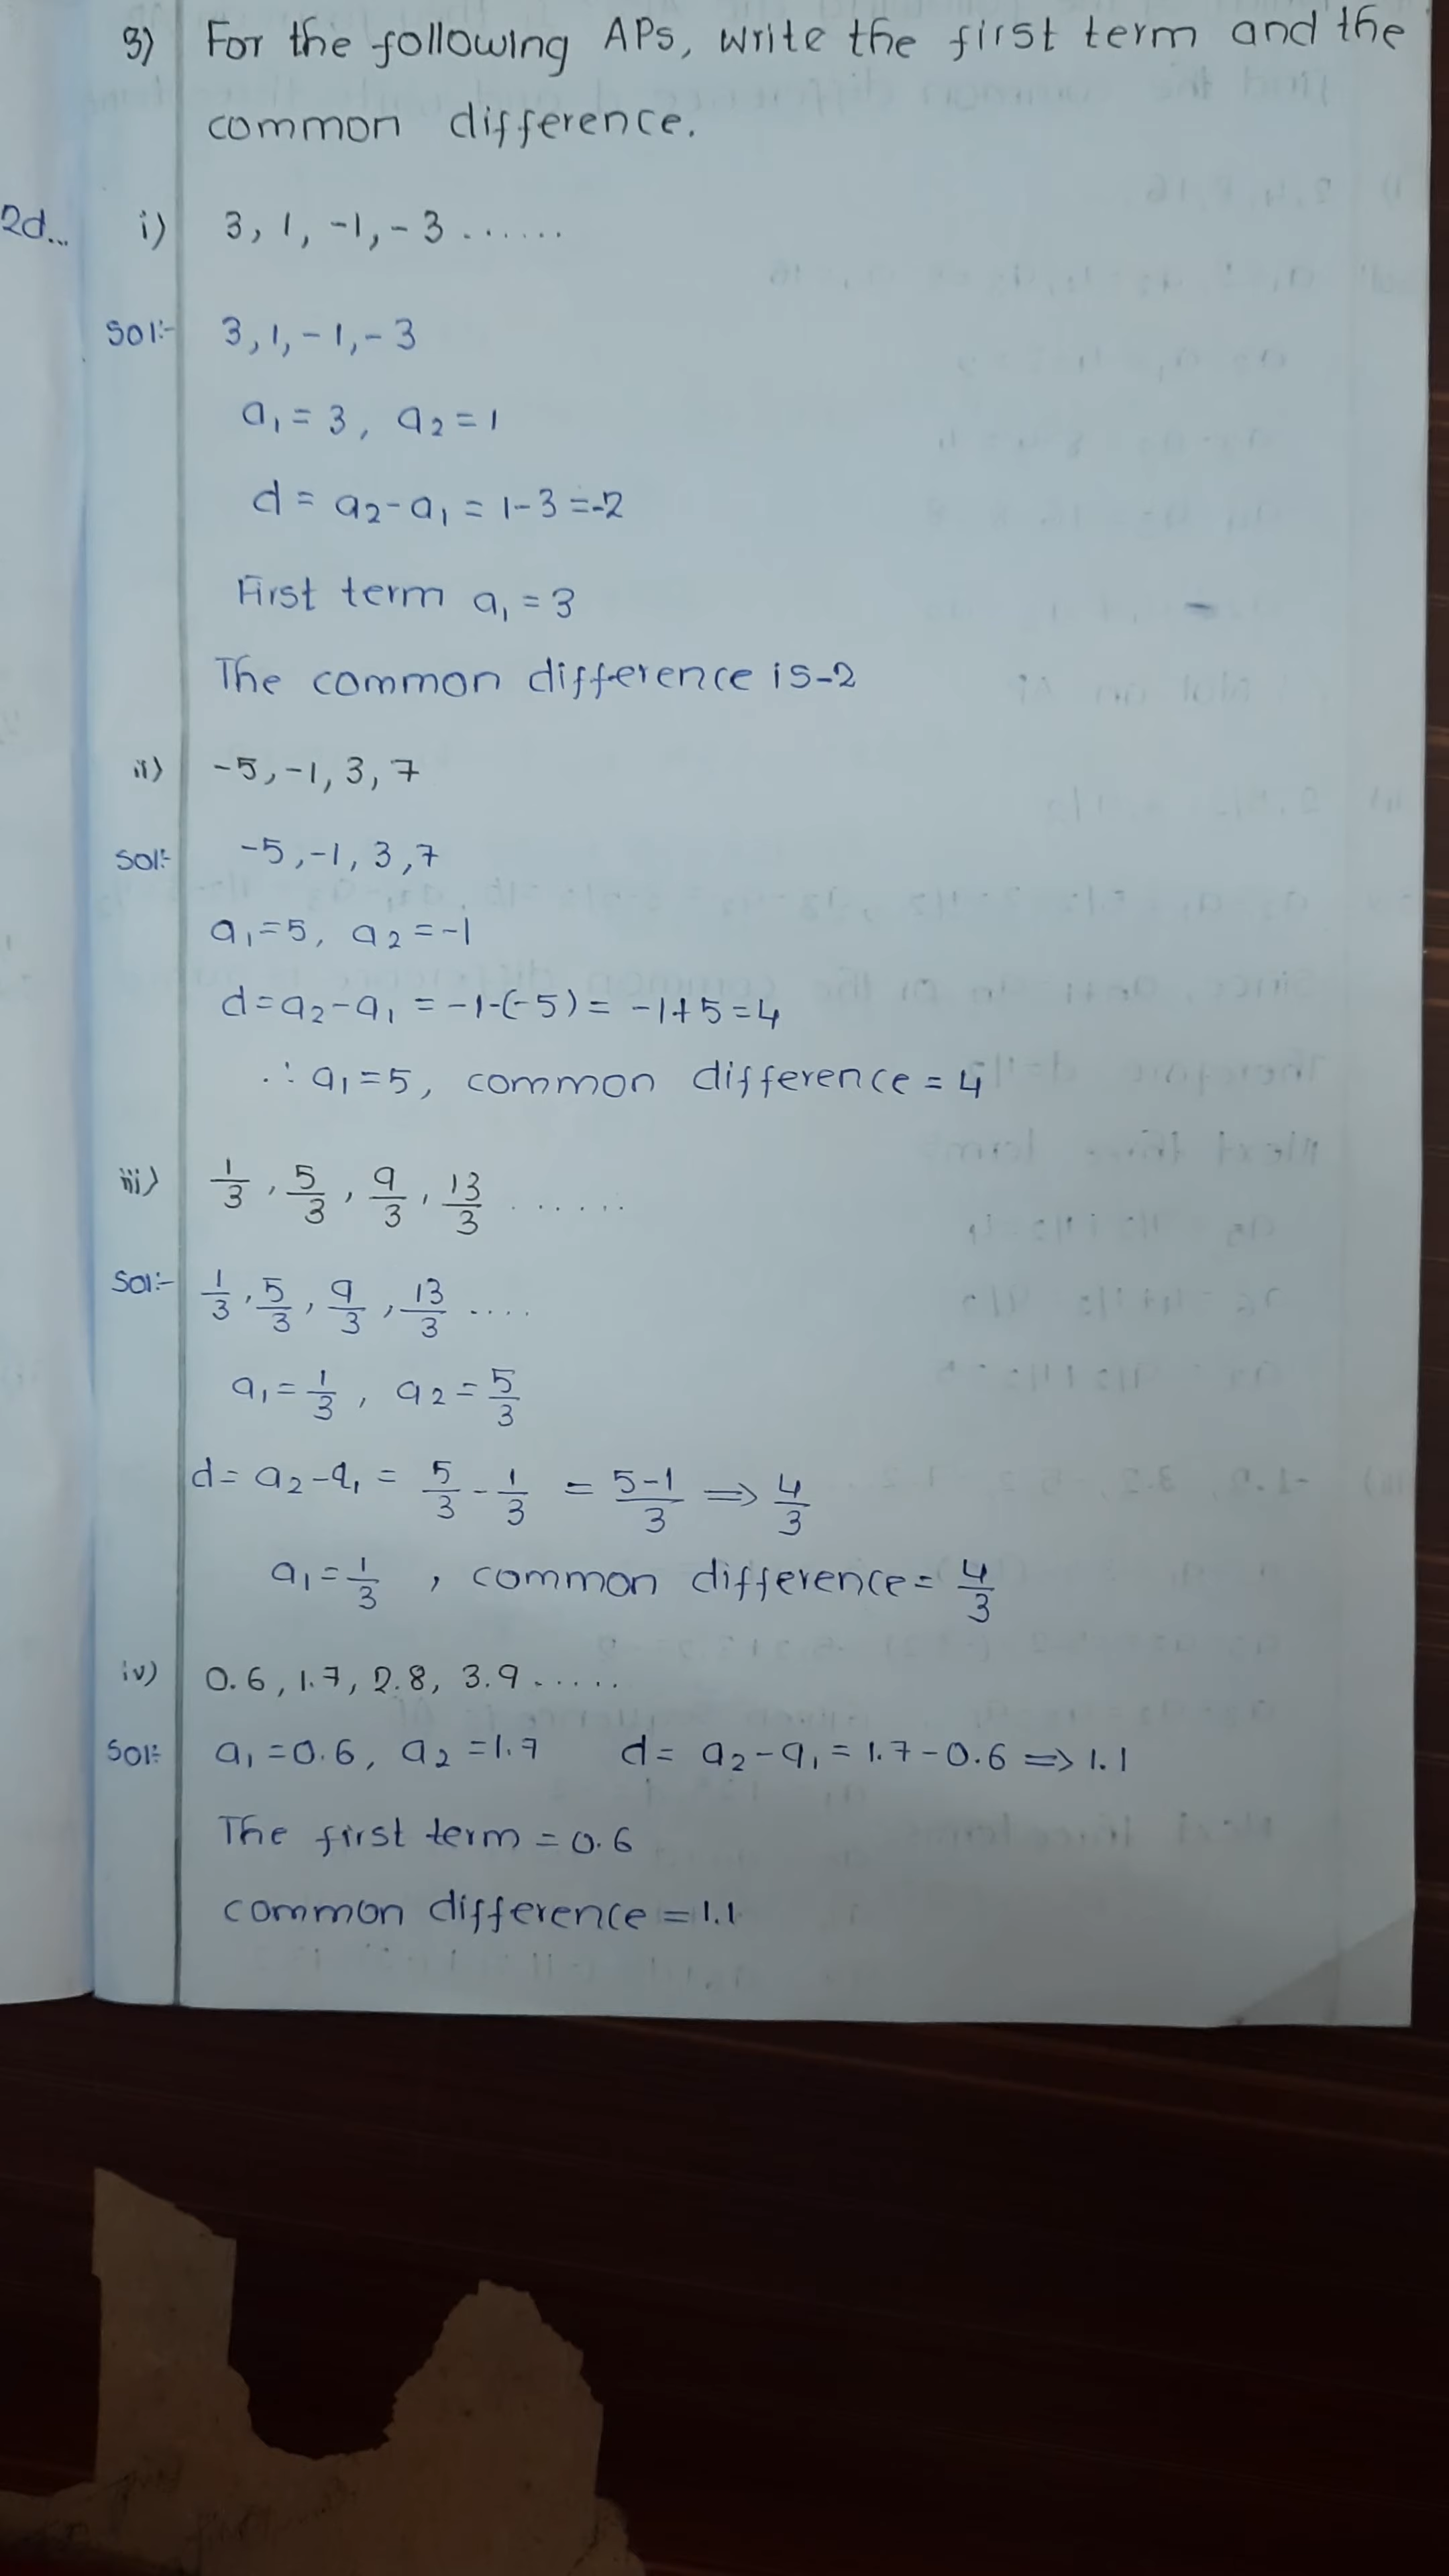 3) For the following APs, write the first term and the
common difference.
2d... i) 3, 1, -1, -3 ......
Sol:- 3, 1, -1, -3
a₁ = 3, a₂ = 1
d = a₂-a₁ = 1-3 =-2
First term a₁ = 3
The common difference is -2
ii) -5, -1, 3, 7
Sol:- -5, -1, 3, 7
a₁=5, a₂=-1
d=a₂-a₁ = -1-(-5) = -1+5=4
∴ a₁=5, common difference = 4
iii) 1/3, 5/3, 9/3, 13/3 ......
Sol:- 1/3, 5/3, 9/3, 13/3 ....
a₁ = 1/3, a₂ = 5/3
d= a₂-a₁ = 5/3 - 1/3 = 5-1/3 => 4/3
a₁ = 1/3, common difference= 4/3
iv) 0.6, 1.7, 2.8, 3.9 .....
Sol:- a₁ =0.6, a₂ =1.7 d= a₂-a₁ = 1.7-0.6 => 1.1
The first term = 0.6
common difference = 1.1